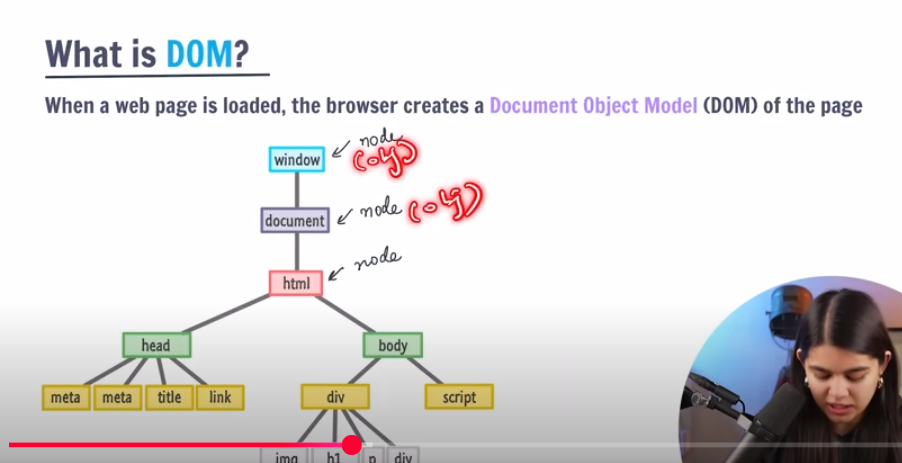 What is DOM?
When a web page is loaded, the browser creates a Document Object Model (DOM) of the page
window
node
(obj)
document
node (obj)
html
node
head
body
meta
meta
title
link
div
script
img
h1
p
div